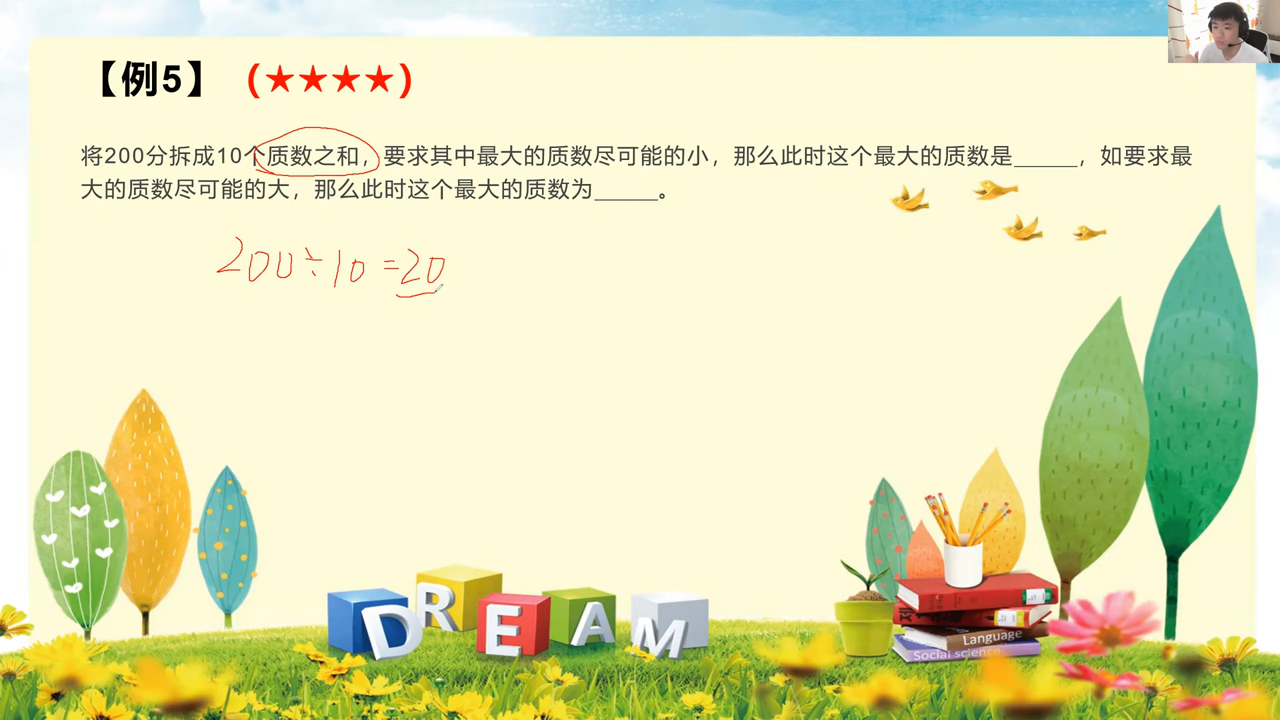 【例5】 (★★★★)
将200分拆成10个质数之和，要求其中最大的质数尽可能的小，那么此时这个最大的质数是_____，如要求最
大的质数尽可能的大，那么此时这个最大的质数为_____。
200÷10=20
DREAM
Language
Social science